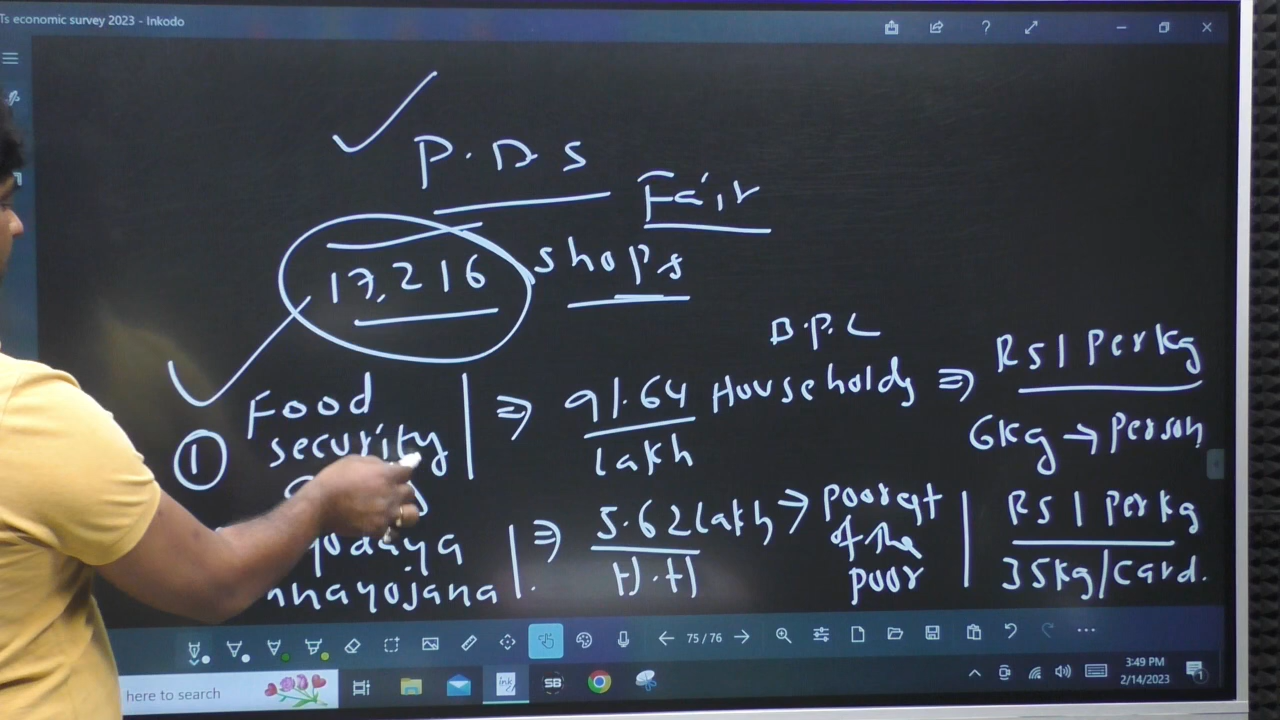 Ts economic survey 2023 - Inkodo
P.D.S
Fair
17,216 shops
B.P.L
① Food security | ⇒ 91.64 lakh Households ⇒ Rs 1 Per kg
6kg → Person
⇒ 5.62 lakh H.H → poorest of the poor | Rs 1 Per kg
35kg/card.
75 / 76
here to search
3:49 PM
2/14/2023